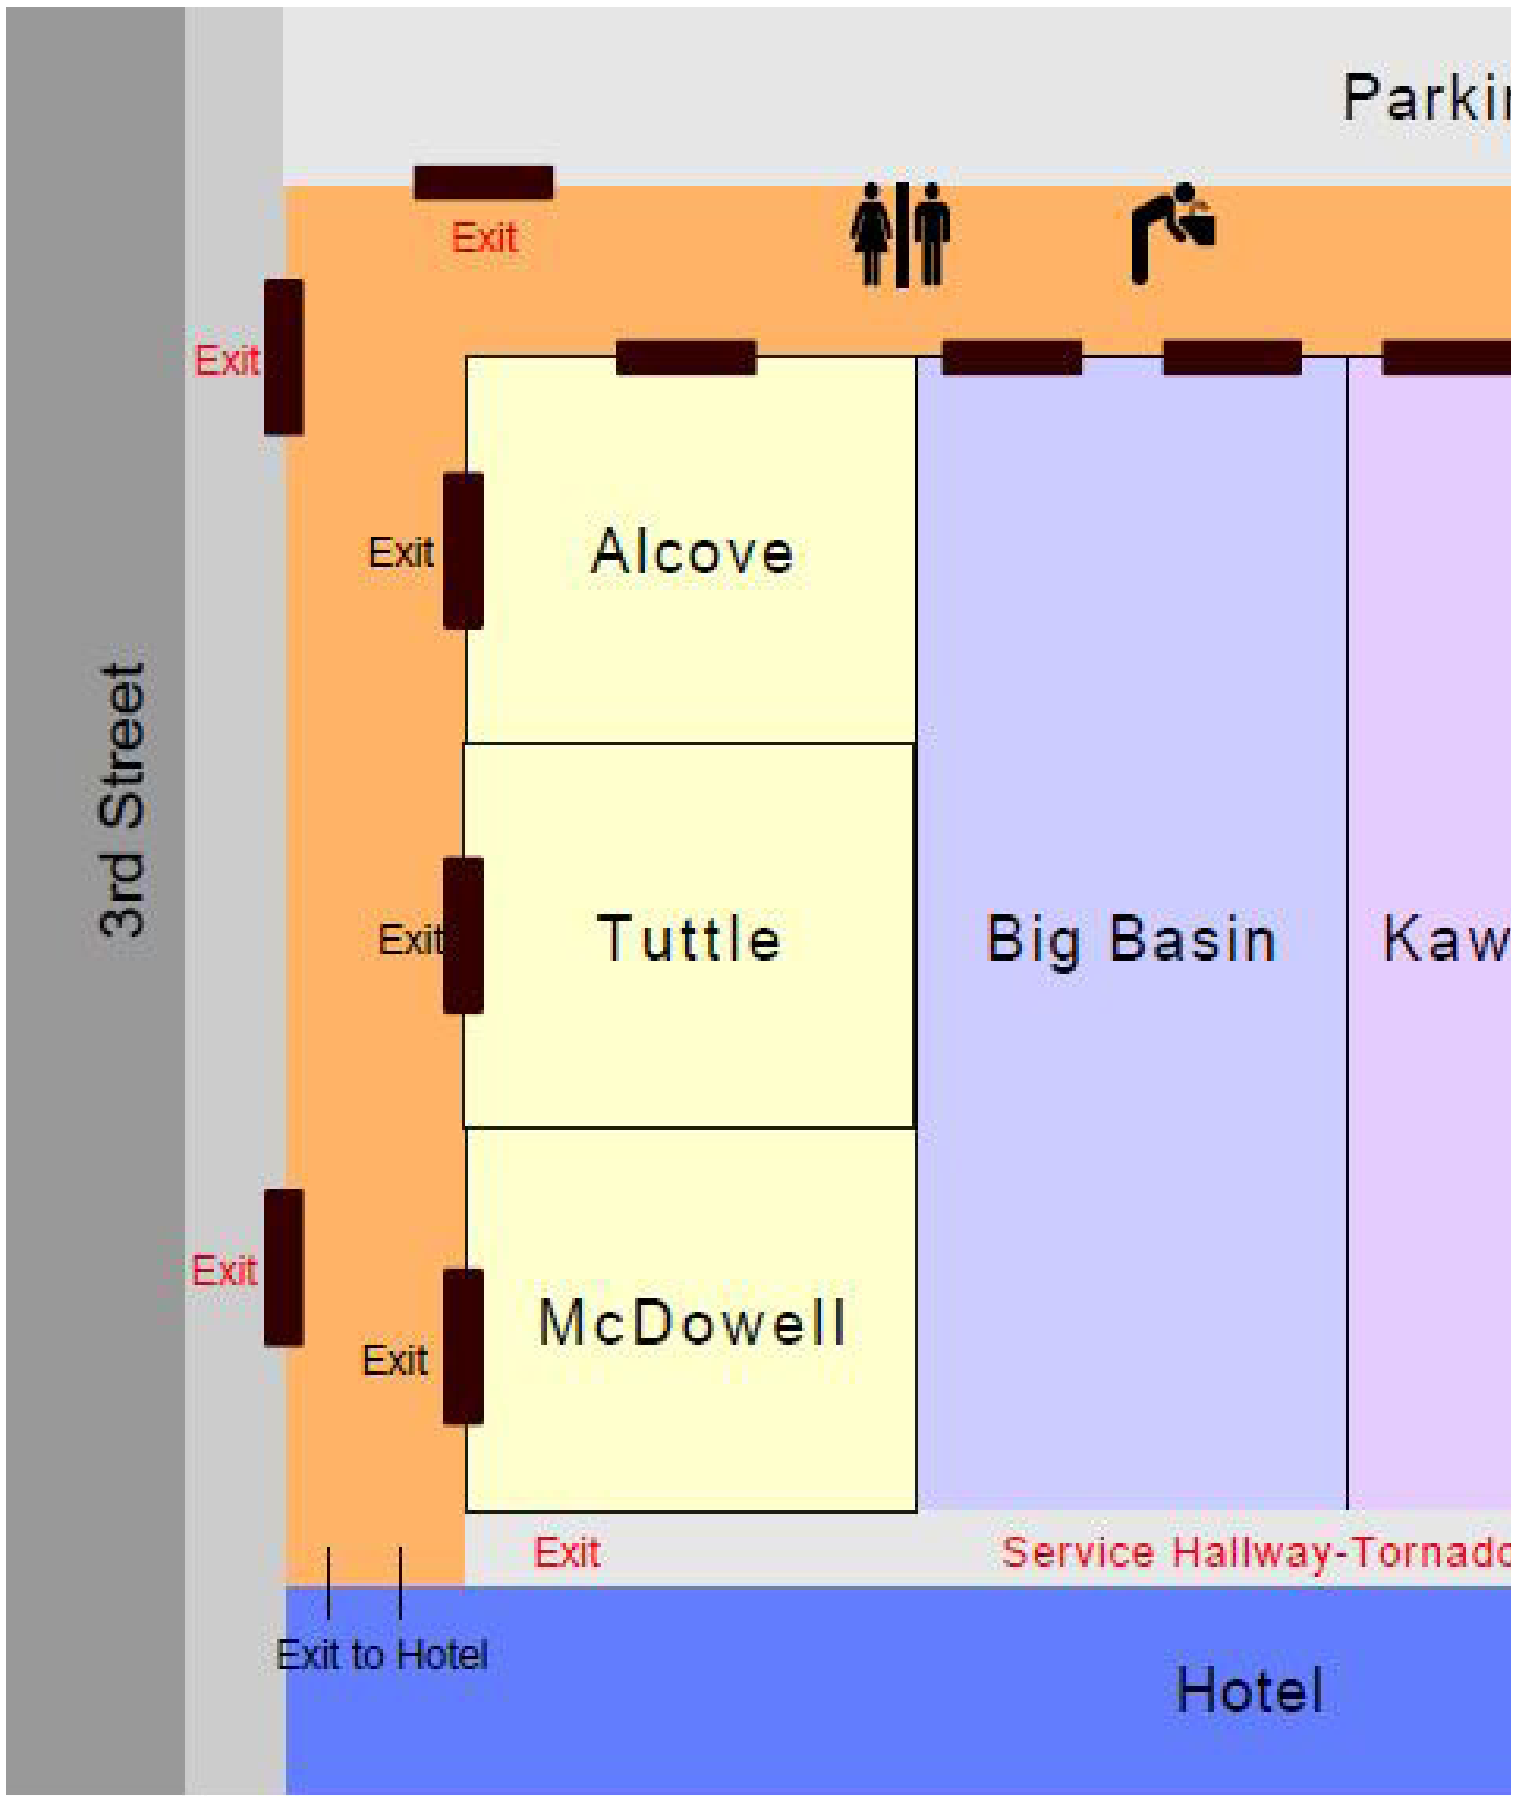 Parkin
Exit
Exit
Exit
Alcove
3rd Street
Exit
Tuttle
Big Basin
Kaw
Exit
McDowell
Exit
Exit
Service Hallway-Tornado
Exit to Hotel
Hotel